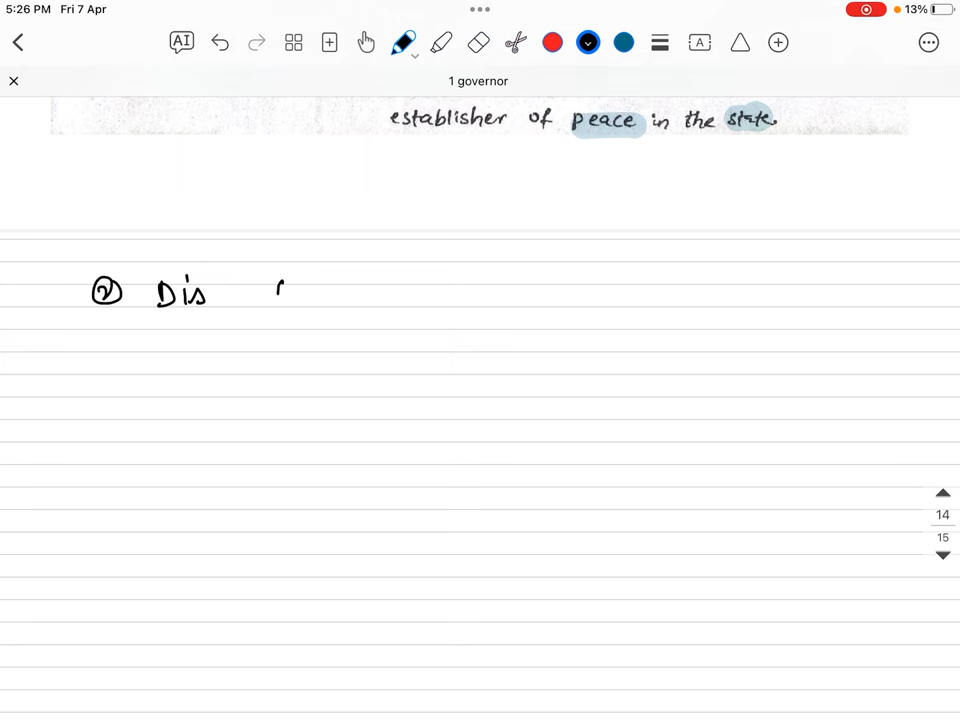 5:26 PM Fri 7 Apr
13%
AI
A
1 governor
establisher of peace in the state.
② Dis
14
15